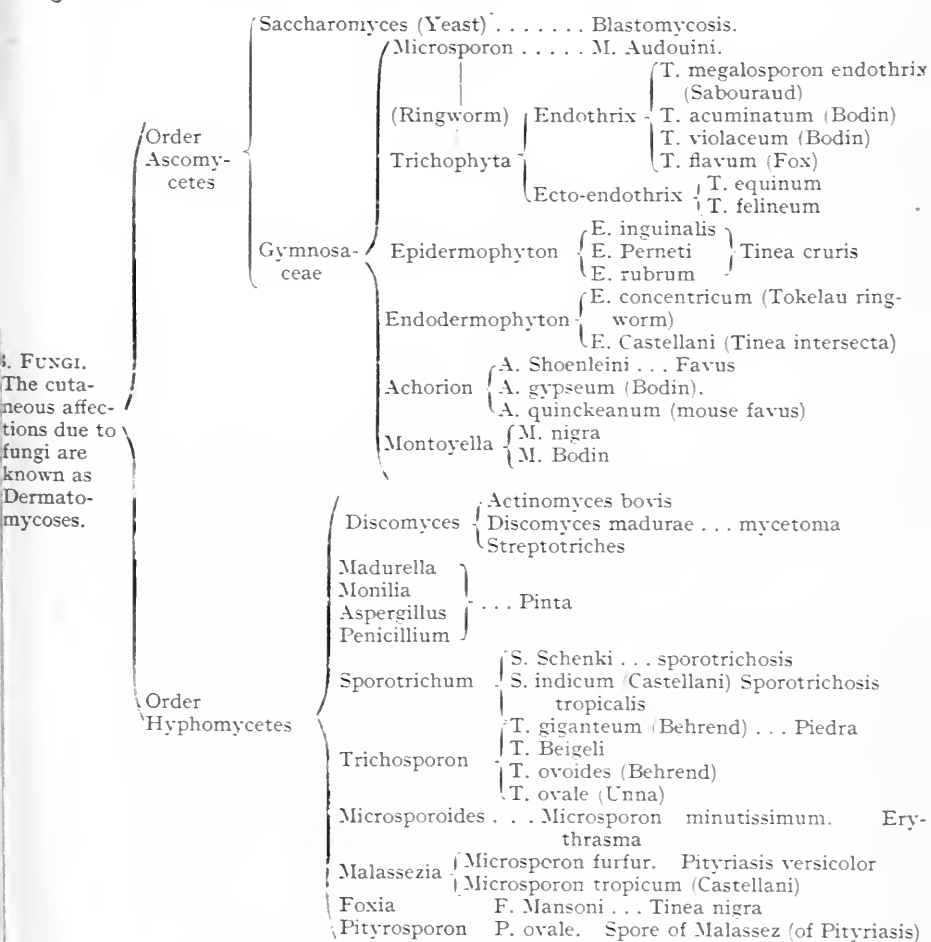 Saccharomyces (Yeast) . . . . . . . Blastomycosis.
Microsporon . . . . . M. Audouini.
T. megalosporon endothrix
(Sabouraud)
(Ringworm)
Endothrix
T. acuminatum (Bodin)
Order
T. violaceum (Bodin)
Ascomy-
Trichophyta
T. flavum (Fox)
cetes
Ecto-endothrix
T. equinum
T. felineum
E. inguinalis
Gymnosa-
Epidermophyton
E. Perneti
Tinea cruris
ceae
E. rubrum
E. concentricum (Tokelau ring-
Endodermophyton
worm)
E. Castellani (Tinea intersecta)
FUNGI.
A. Shoenleini . . . Favus
The cuta-
Achorion
A. gypseum (Bodin).
neous affec-
A. quinckeanum (mouse favus)
tions due to
M. nigra
fungi are
Montoyella
M. Bodin
known as
Dermato-
Actinomyces bovis
mycoses.
Discomyces
Discomyces madurae . . . mycetoma
Streptotriches
Madurella
Monilia
. . . Pinta
Aspergillus
Penicillium
S. Schenki . . . sporotrichosis
Sporotrichum
S. indicum (Castellani) Sporotrichosis
Order
tropicalis
Hyphomycetes
T. giganteum (Behrend) . . . Piedra
T. Beigeli
Trichosporon
T. ovoides (Behrend)
T. ovale (Unna)
Microsporoides . . . Microsporon minutissimum. Ery-
thrasma
Malassezia
Microsporon furfur. Pityriasis versicolor
Microsporon tropicum (Castellani)
Foxia F. Mansoni . . . Tinea nigra
Pityrosporon P. ovale. Spore of Malassez (of Pityriasis)